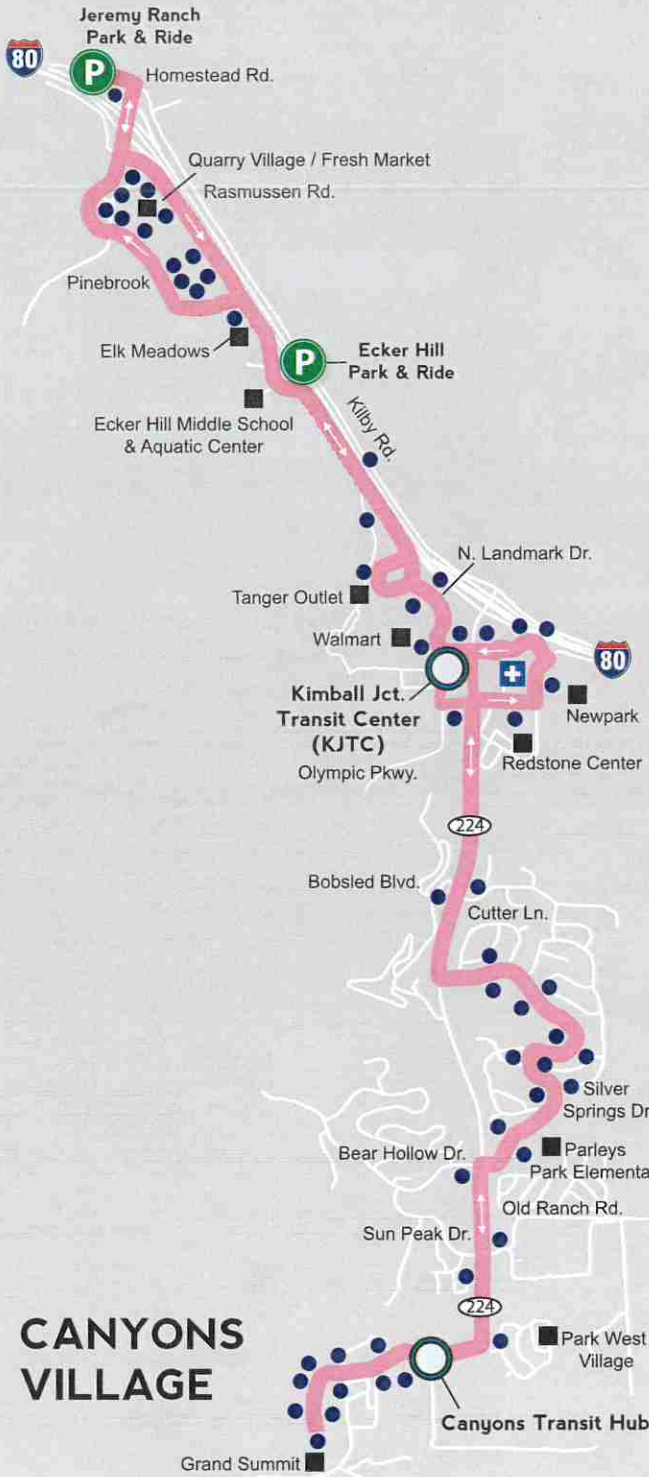 Jeremy Ranch
Park & Ride
80
P
Homestead Rd.
Quarry Village / Fresh Market
Rasmussen Rd.
Pinebrook
Elk Meadows
P
Ecker Hill
Park & Ride
Ecker Hill Middle School
& Aquatic Center
Kilby Rd.
N. Landmark Dr.
Tanger Outlet
Walmart
80
Kimball Jct.
Transit Center
(KJTC)
Newpark
Olympic Pkwy.
Redstone Center
224
Bobsled Blvd.
Cutter Ln.
Silver
Springs Dr
Bear Hollow Dr.
Parleys
Park Elementa
Old Ranch Rd.
Sun Peak Dr.
224
CANYONS
VILLAGE
Park West
Village
Canyons Transit Hub
Grand Summit